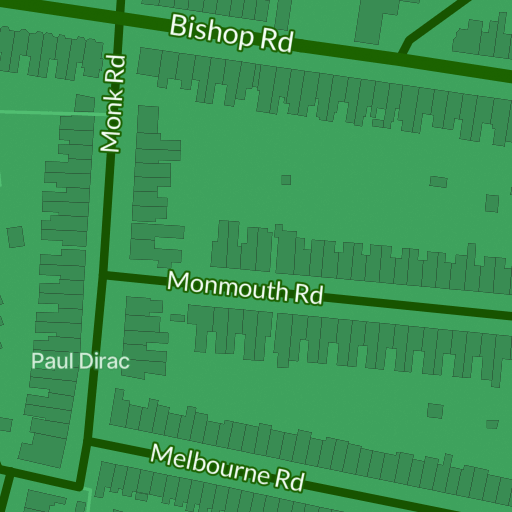 Bishop Rd
Monk Rd
Monmouth Rd
Paul Dirac
Melbourne Rd